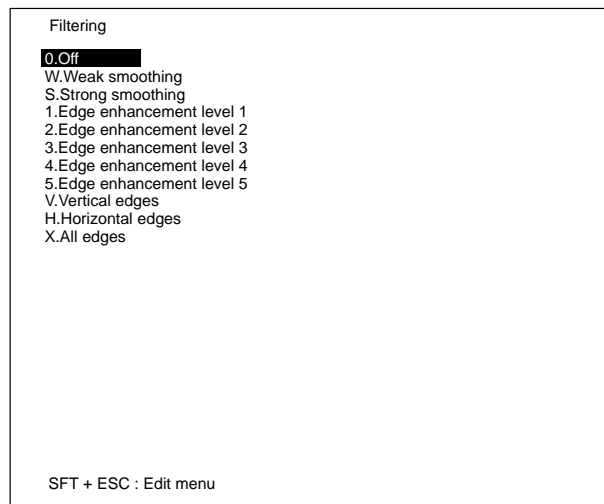 Filtering
0.Off
W.Weak smoothing
S.Strong smoothing
1.Edge enhancement level 1
2.Edge enhancement level 2
3.Edge enhancement level 3
4.Edge enhancement level 4
5.Edge enhancement level 5
V.Vertical edges
H.Horizontal edges
X.All edges
SFT + ESC : Edit menu